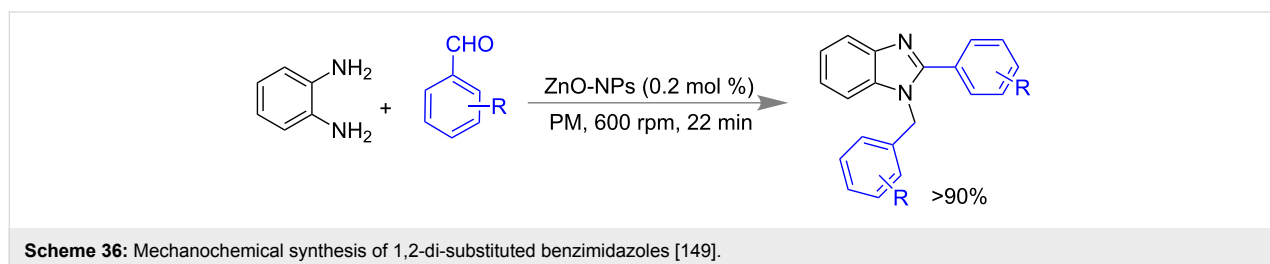 CHO
NH2
NH2
+
R
ZnO-NPs (0.2 mol %)
PM, 600 rpm, 22 min
N
N
R
R
>90%
Scheme 36: Mechanochemical synthesis of 1,2-di-substituted benzimidazoles [149].